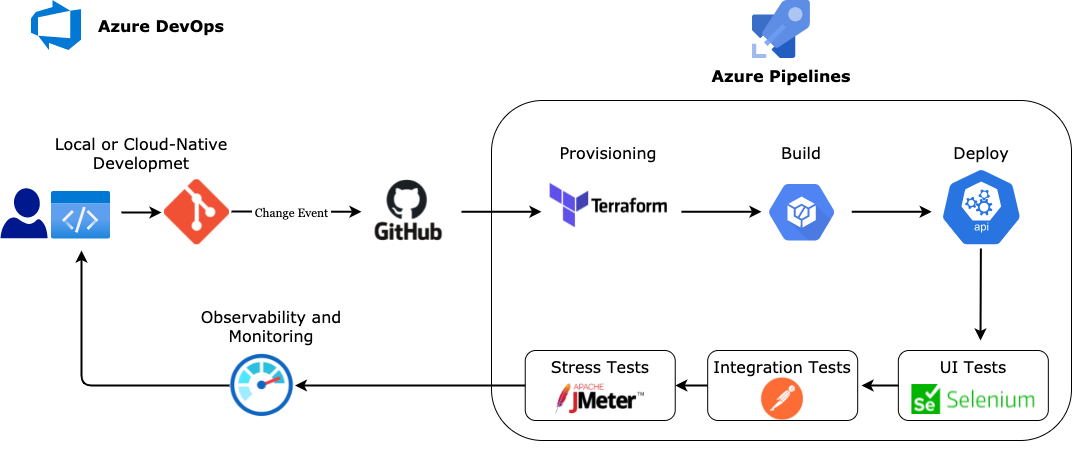 Azure DevOps
Azure Pipelines
Local or Cloud-Native
Developmet
Provisioning
Build
Deploy
Change Event
GitHub
Terraform
api
Observability and
Monitoring
Stress Tests
APACHE
JMeter™
Integration Tests
UI Tests
Se
Selenium